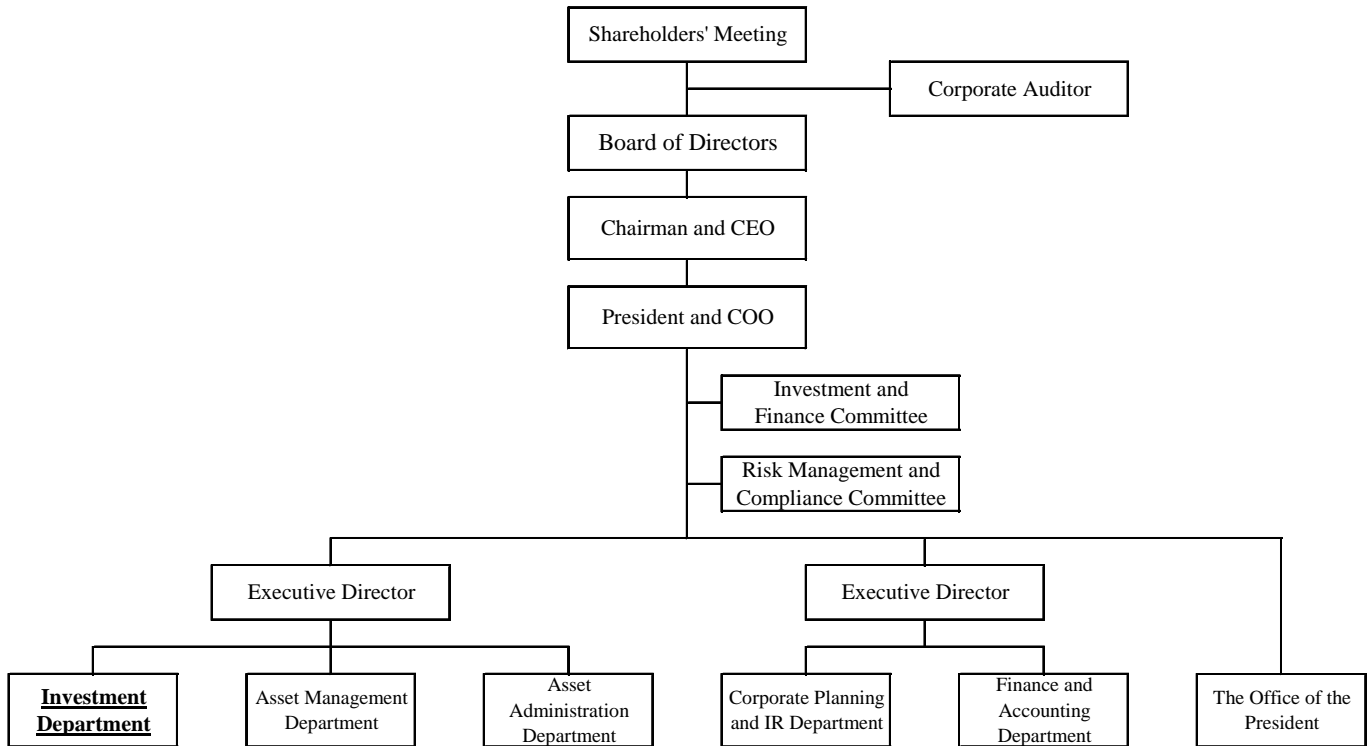 Shareholders' Meeting
Corporate Auditor
Board of Directors
Chairman and CEO
President and COO
Investment and
Finance Committee
Risk Management and
Compliance Committee
Executive Director
Executive Director
Investment
Department
Asset Management
Department
Asset
Administration
Department
Corporate Planning
and IR Department
Finance and
Accounting
Department
The Office of the
President